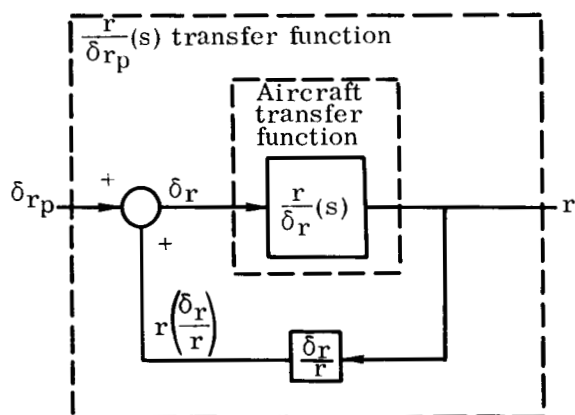 r/δrₚ(s) transfer function
Aircraft
transfer
function
δrₚ
+
δr
r/δr(s)
r
+
r(δr/r)
δr/r